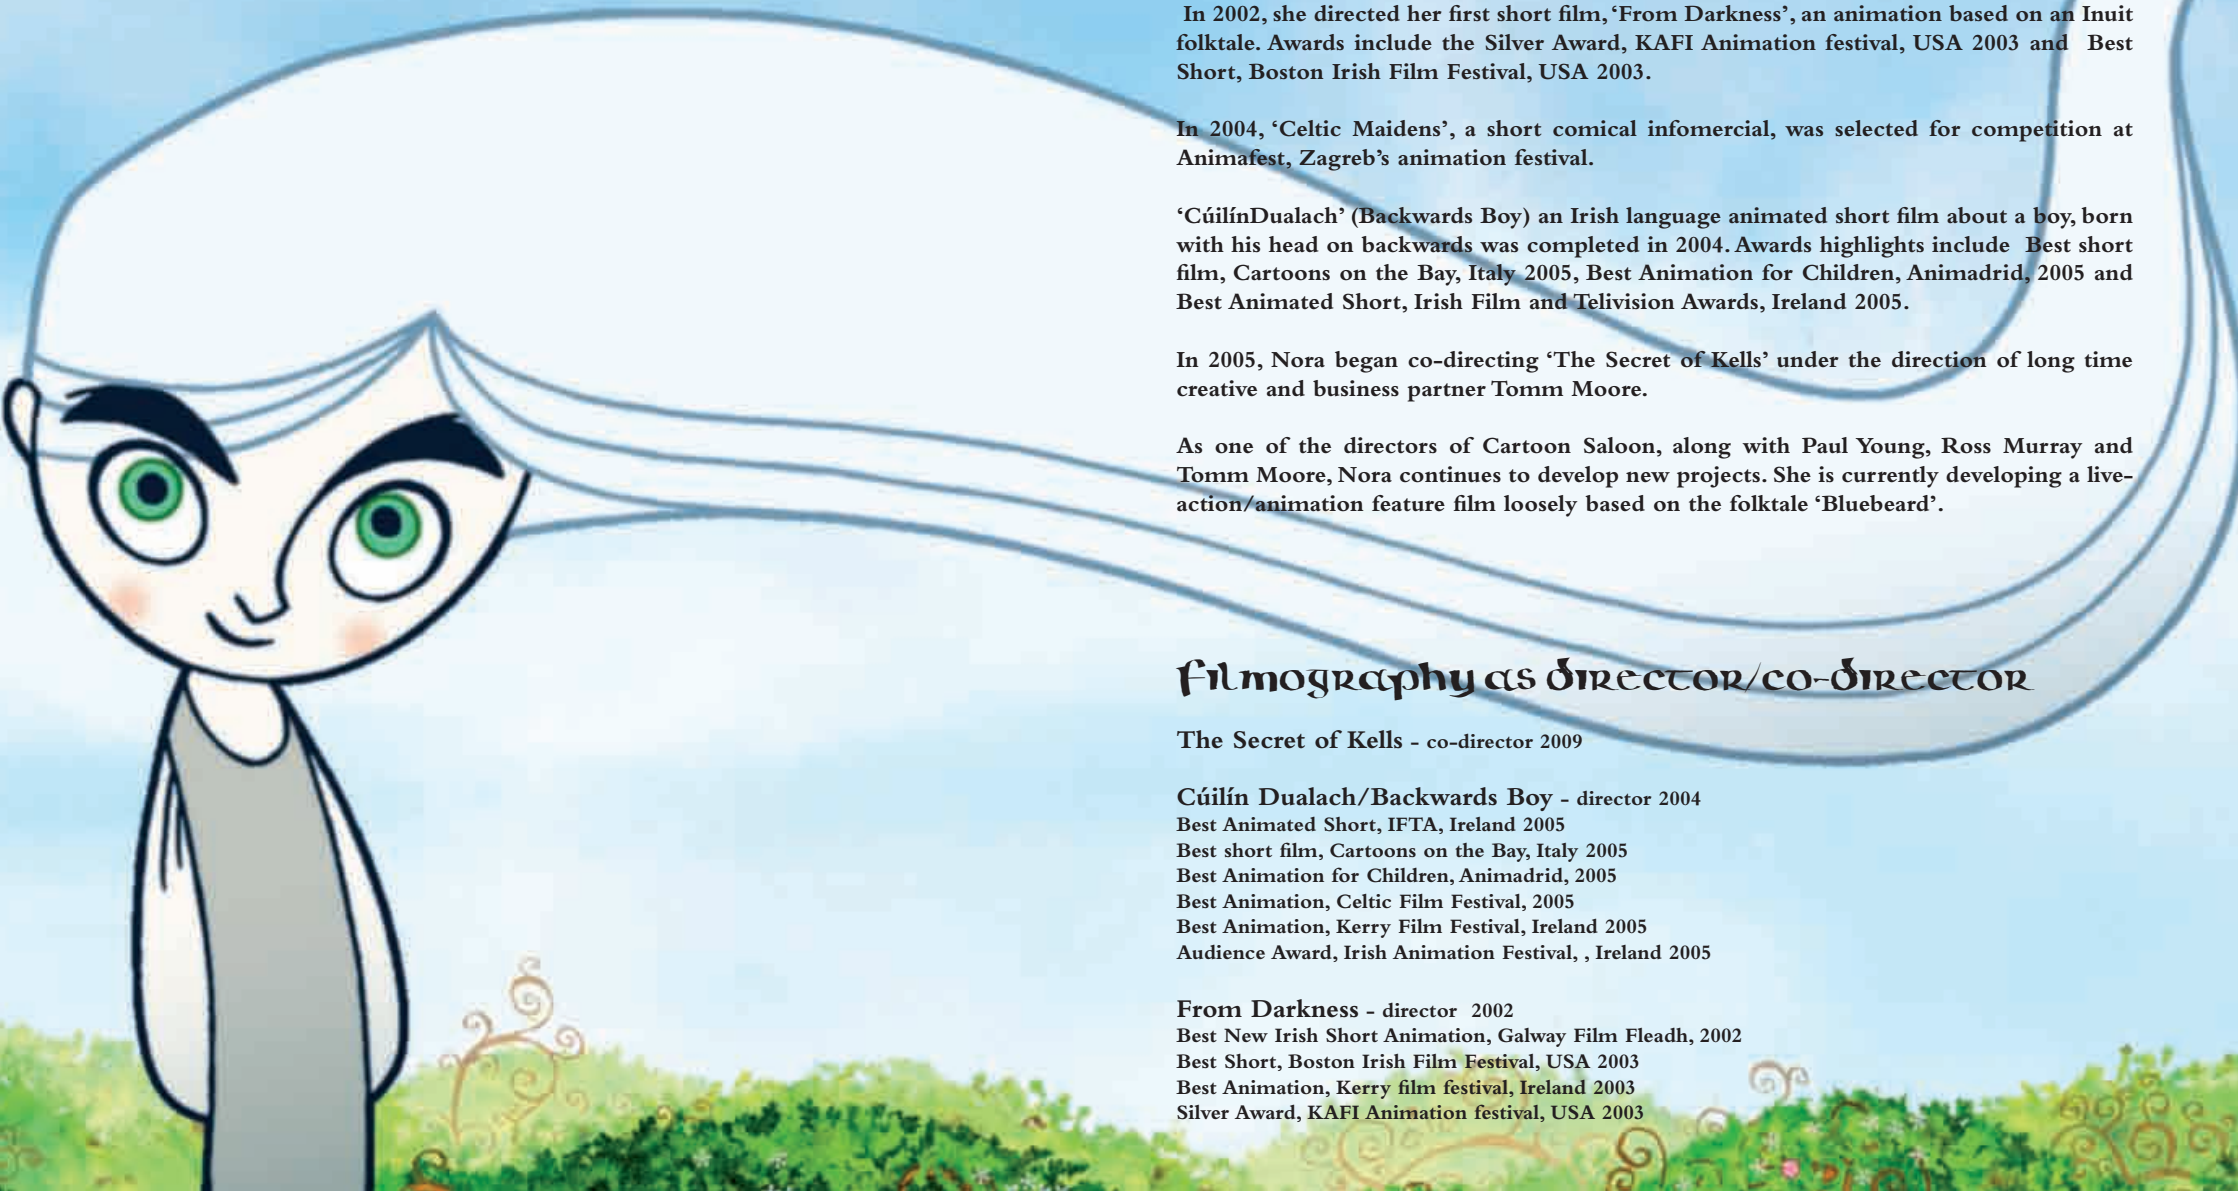 In 2002, she directed her first short film, ‘From Darkness’, an animation based on an Inuit
folktale. Awards include the Silver Award, KAFI Animation festival, USA 2003 and Best
Short, Boston Irish Film Festival, USA 2003.
In 2004, ‘Celtic Maidens’, a short comical infomercial, was selected for competition at
Animafest, Zagreb’s animation festival.
‘CúilínDualach’ (Backwards Boy) an Irish language animated short film about a boy, born
with his head on backwards was completed in 2004. Awards highlights include Best short
film, Cartoons on the Bay, Italy 2005, Best Animation for Children, Animadrid, 2005 and
Best Animated Short, Irish Film and Telivision Awards, Ireland 2005.
In 2005, Nora began co-directing ‘The Secret of Kells’ under the direction of long time
creative and business partner Tomm Moore.
As one of the directors of Cartoon Saloon, along with Paul Young, Ross Murray and
Tomm Moore, Nora continues to develop new projects. She is currently developing a live-
action/animation feature film loosely based on the folktale ‘Bluebeard’.
Filmography as director/co-director
The Secret of Kells - co-director 2009
Cúilín Dualach/Backwards Boy - director 2004
Best Animated Short, IFTA, Ireland 2005
Best short film, Cartoons on the Bay, Italy 2005
Best Animation for Children, Animadrid, 2005
Best Animation, Celtic Film Festival, 2005
Best Animation, Kerry Film Festival, Ireland 2005
Audience Award, Irish Animation Festival, , Ireland 2005
From Darkness - director 2002
Best New Irish Short Animation, Galway Film Fleadh, 2002
Best Short, Boston Irish Film Festival, USA 2003
Best Animation, Kerry film festival, Ireland 2003
Silver Award, KAFI Animation festival, USA 2003